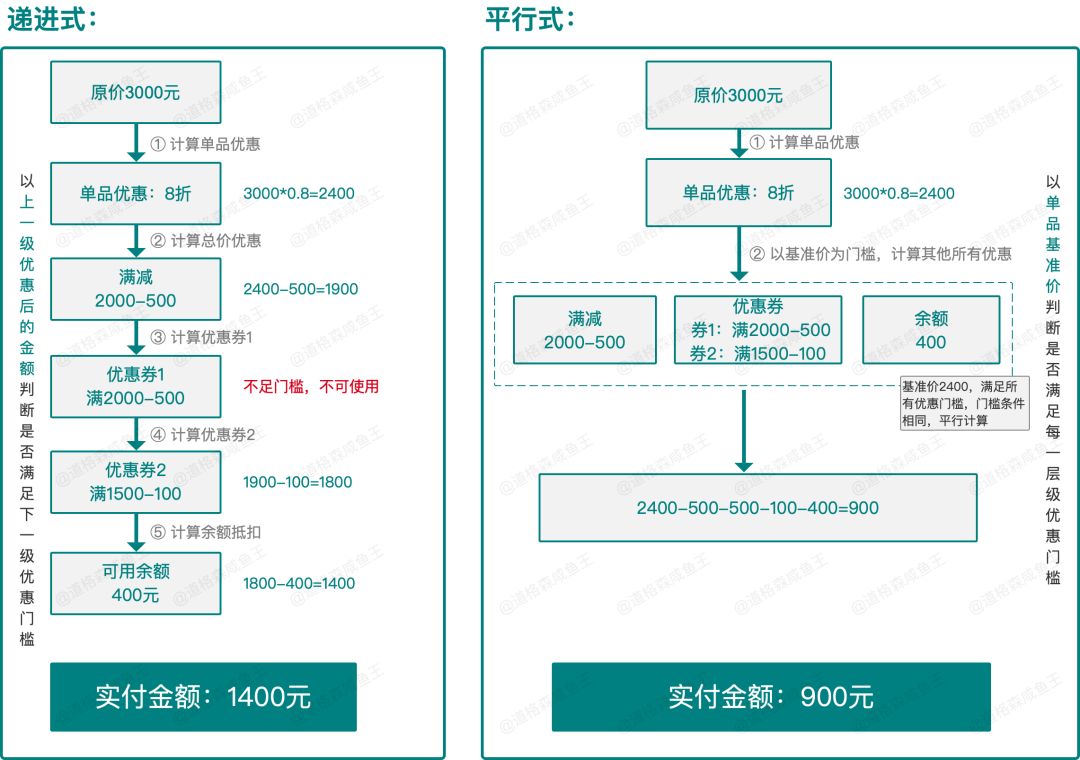 递进式：
原价3000元
① 计算单品优惠
单品优惠：8折
3000*0.8=2400
② 计算总价优惠
满减
2000-500
2400-500=1900
③ 计算优惠券1
优惠券1
满2000-500
不足门槛，不可使用
④ 计算优惠券2
优惠券2
满1500-100
1900-100=1800
⑤ 计算余额抵扣
可用余额
400元
1800-400=1400
以上一级优惠后的金额判断是否满足下一级优惠门槛
实付金额：1400元
平行式：
原价3000元
① 计算单品优惠
单品优惠：8折
3000*0.8=2400
② 以基准价为门槛，计算其他所有优惠
满减
2000-500
优惠券
券1：满2000-500
券2：满1500-100
余额
400
基准价2400，满足所
有优惠门槛，门槛条件
相同，平行计算
2400-500-500-100-400=900
以单品基准价判断是否满足每一层级优惠门槛
实付金额：900元
@道格森咸鱼王